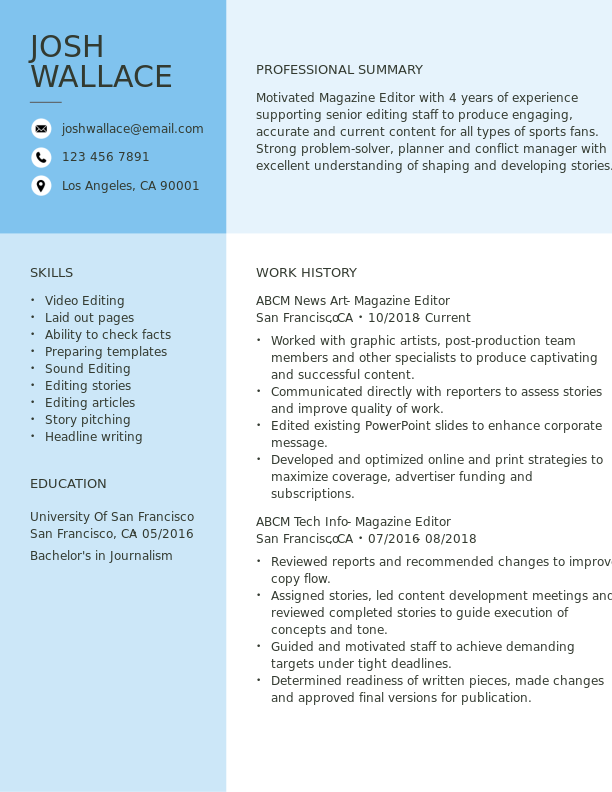 JOSH
WALLACE
joshwallace@email.com
123 456 7891
Los Angeles, CA 90001
PROFESSIONAL SUMMARY
Motivated Magazine Editor with 4 years of experience
supporting senior editing staff to produce engaging,
accurate and current content for all types of sports fans.
Strong problem-solver, planner and conflict manager with
excellent understanding of shaping and developing stories.
SKILLS
• Video Editing
• Laid out pages
• Ability to check facts
• Preparing templates
• Sound Editing
• Editing stories
• Editing articles
• Story pitching
• Headline writing
EDUCATION
University Of San Francisco
San Francisco, CA • 05/2016
Bachelor's in Journalism
WORK HISTORY
ABCM News Art - Magazine Editor
San Francisco, CA • 10/2018 - Current
• Worked with graphic artists, post-production team
members and other specialists to produce captivating
and successful content.
• Communicated directly with reporters to assess stories
and improve quality of work.
• Edited existing PowerPoint slides to enhance corporate
message.
• Developed and optimized online and print strategies to
maximize coverage, advertiser funding and
subscriptions.
ABCM Tech Info - Magazine Editor
San Francisco, CA • 07/2016 - 08/2018
• Reviewed reports and recommended changes to improve
copy flow.
• Assigned stories, led content development meetings and
reviewed completed stories to guide execution of
concepts and tone.
• Guided and motivated staff to achieve demanding
targets under tight deadlines.
• Determined readiness of written pieces, made changes
and approved final versions for publication.